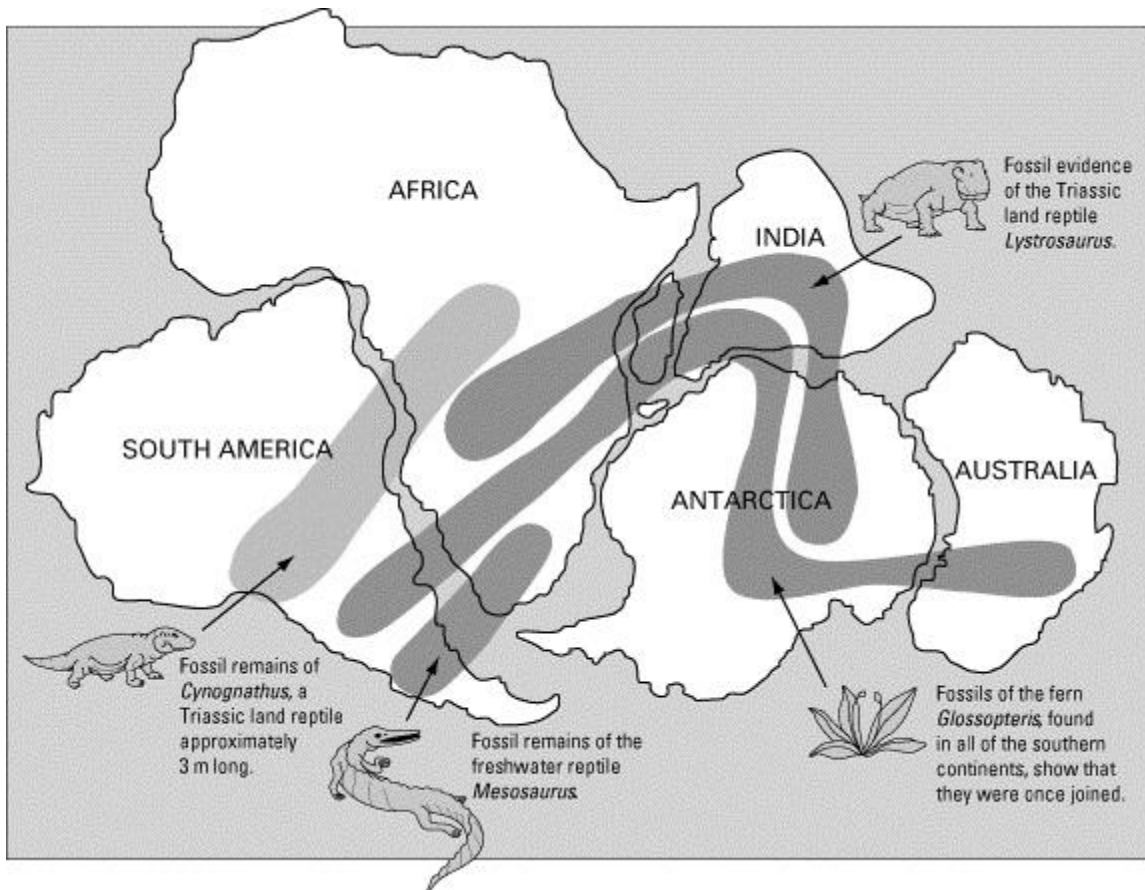 AFRICA
INDIA
Fossil evidence
of the Triassic
land reptile
Lystrosaurus.
SOUTH AMERICA
ANTARCTICA
AUSTRALIA
Fossil remains of
Cynognathus, a
Triassic land reptile
approximately
3 m long.
Fossil remains of the
freshwater reptile
Mesosaurus.
Fossils of the fern
Glossopteris, found
in all of the southern
continents, show that
they were once joined.